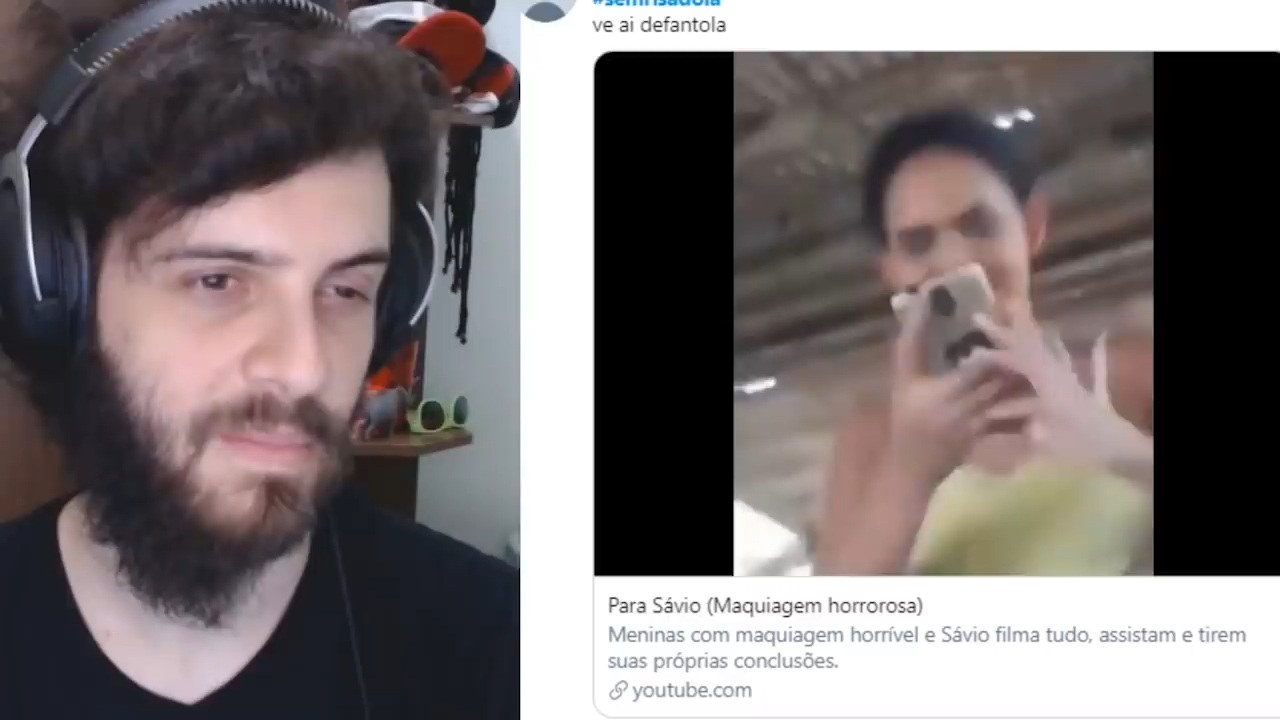 #semrisadola
ve ai defantola
Para Sávio (Maquiagem horrorosa)
Meninas com maquiagem horrível e Sávio filma tudo, assistam e tirem
suas próprias conclusões.
youtube.com